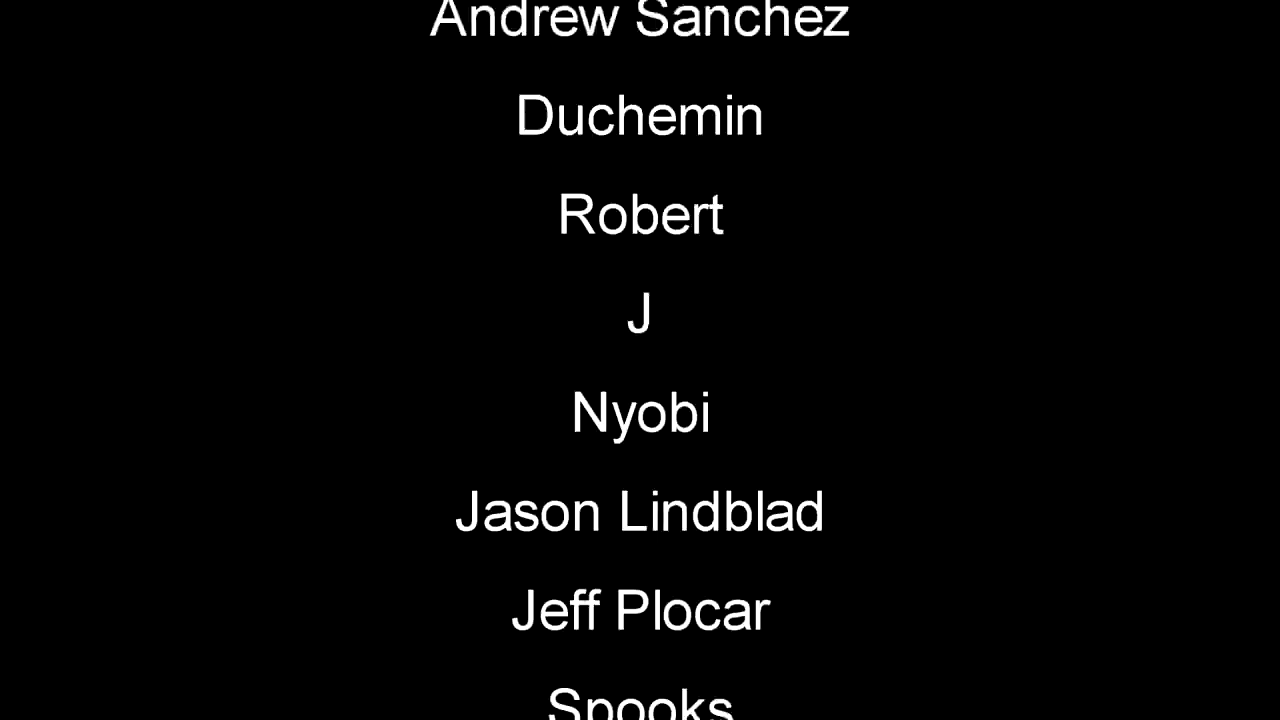 Andrew Sanchez
Duchemin
Robert
J
Nyobi
Jason Lindblad
Jeff Plocar
Spooks